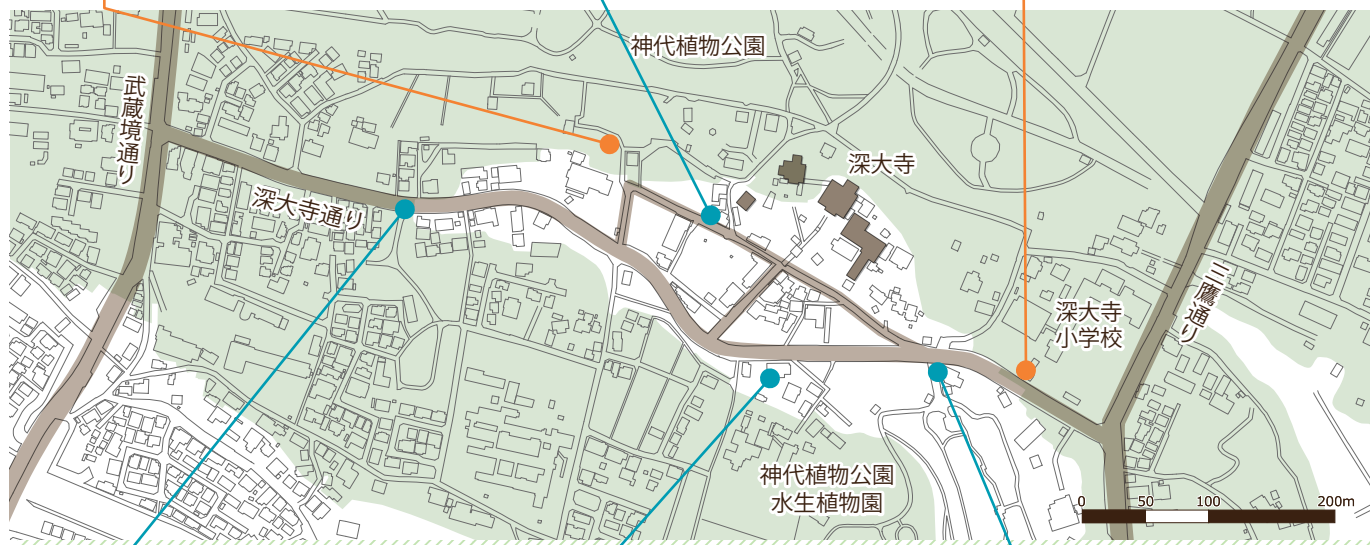 神代植物公園
武蔵境通り
深大寺
深大寺通り
三鷹通り
深大寺
小学校
神代植物公園
水生植物園
0 50 100 200m